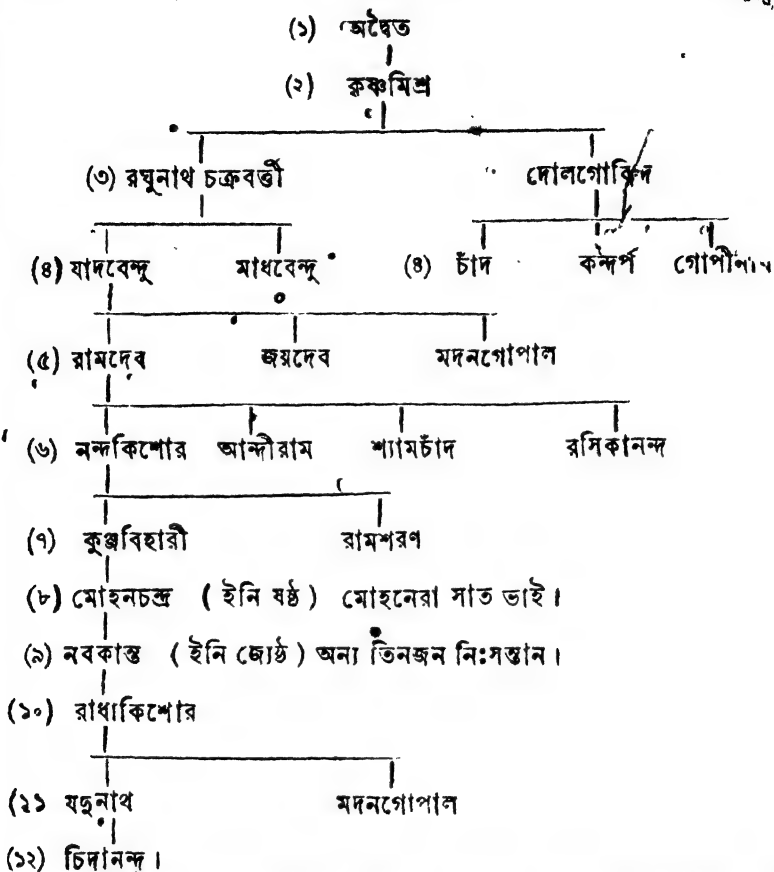 (১) অদ্বৈত
(২) কৃষ্ণমিশ্র
(৩) রঘুনাথ চক্রবর্ত্তী দোলগোবিন্দ
(৪) যাদবেন্দু মাধবেন্দু (৪) চাঁদ কন্দর্প গোপীনাথ
(৫) রামদেব জয়দেব মদনগোপাল
(৬) নন্দকিশোর আন্দীরাম শ্যামচাঁদ রসিকানন্দ
(৭) কুঞ্জবিহারী রামশরণ
(৮) মোহনচন্দ্র ( ইনি ষষ্ঠ ) মোহনেরা সাত ভাই।
(৯) নবকান্ত ( ইনি জ্যেষ্ঠ ) অন্য তিনজন নিঃসন্তান।
(১০) রাধাকিশোর
(১১ যদুনাথ মদনগোপাল
(১২) চিদানন্দ।